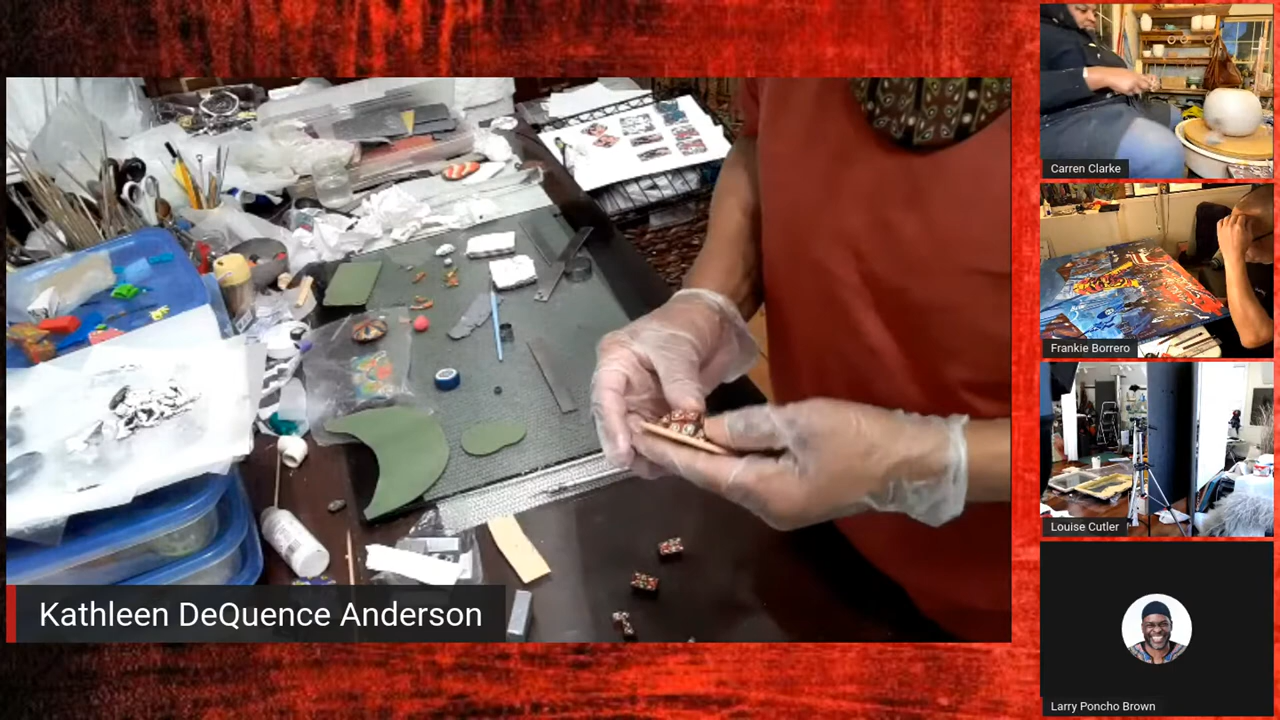 Kathleen DeQuence Anderson
Carren Clarke
Frankie Borrero
Louise Cutler
Larry Poncho Brown